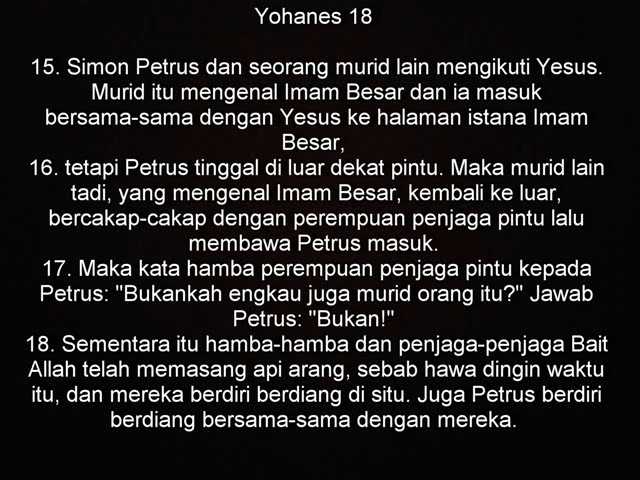 Yohanes 18
15. Simon Petrus dan seorang murid lain mengikuti Yesus.
Murid itu mengenal Imam Besar dan ia masuk
bersama-sama dengan Yesus ke halaman istana Imam
Besar,
16. tetapi Petrus tinggal di luar dekat pintu. Maka murid lain
tadi, yang mengenal Imam Besar, kembali ke luar,
bercakap-cakap dengan perempuan penjaga pintu lalu
membawa Petrus masuk.
17. Maka kata hamba perempuan penjaga pintu kepada
Petrus: "Bukankah engkau juga murid orang itu?" Jawab
Petrus: "Bukan!"
18. Sementara itu hamba-hamba dan penjaga-penjaga Bait
Allah telah memasang api arang, sebab hawa dingin waktu
itu, dan mereka berdiri berdiang di situ. Juga Petrus berdiri
berdiang bersama-sama dengan mereka.